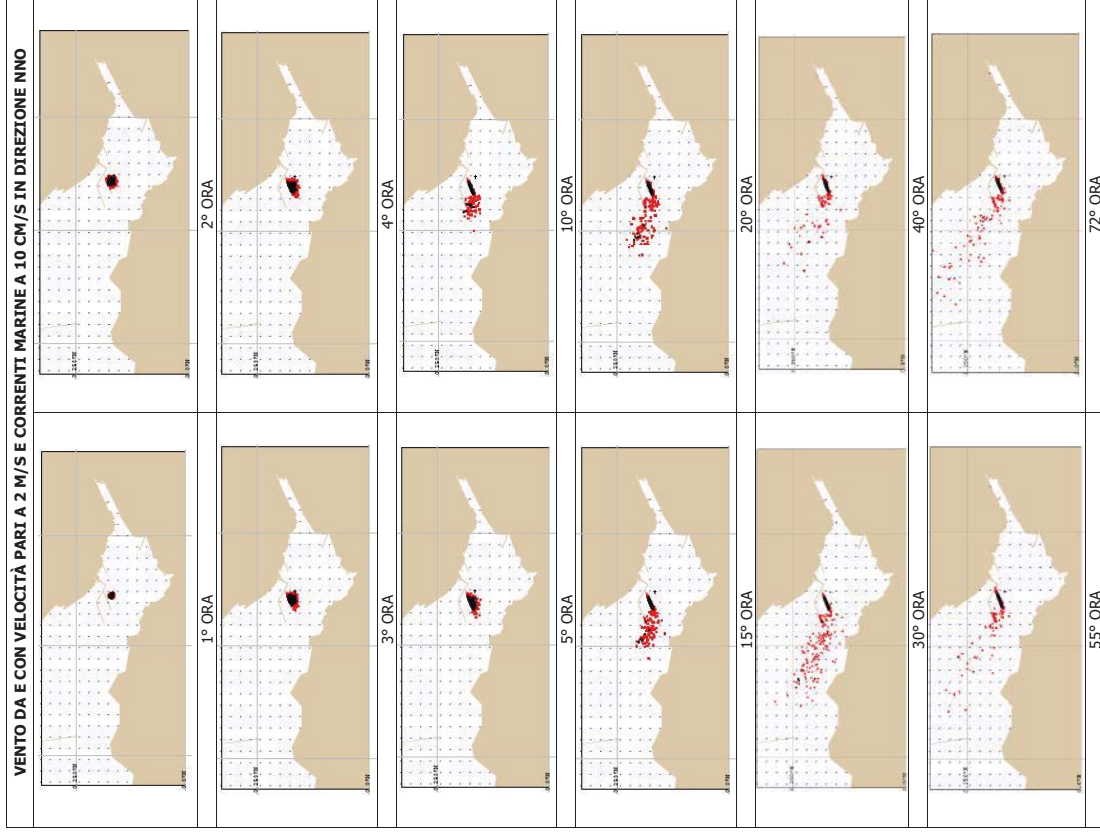 VENTO DA E CON VELOCITÀ PARI A 2 M/S E CORRENTI MARINE A 10 CM/S IN DIREZIONE NNO
1° ORA
2° ORA
3° ORA
4° ORA
5° ORA
10° ORA
15° ORA
20° ORA
30° ORA
40° ORA
55° ORA
72° ORA